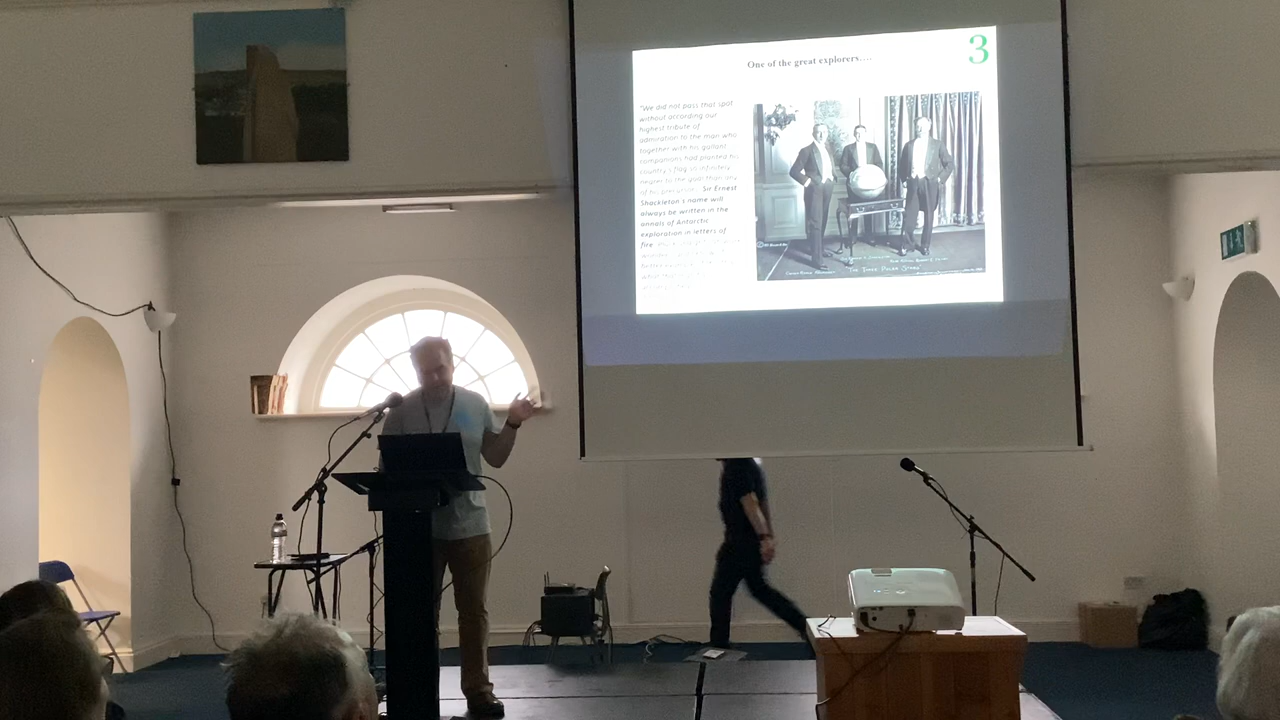 3
One of the great explorers....
"We did not pass that spot
without according our
highest tribute of
admiration to the man who
together with his gallant
companions had planted his
country's flag so infinitely
nearer to the goal than any
of his precursors. Sir Ernest
Shackleton's name will
always be written in the
annals of Antarctic
exploration in letters of
fire.
"THE THREE POLAR STARS"